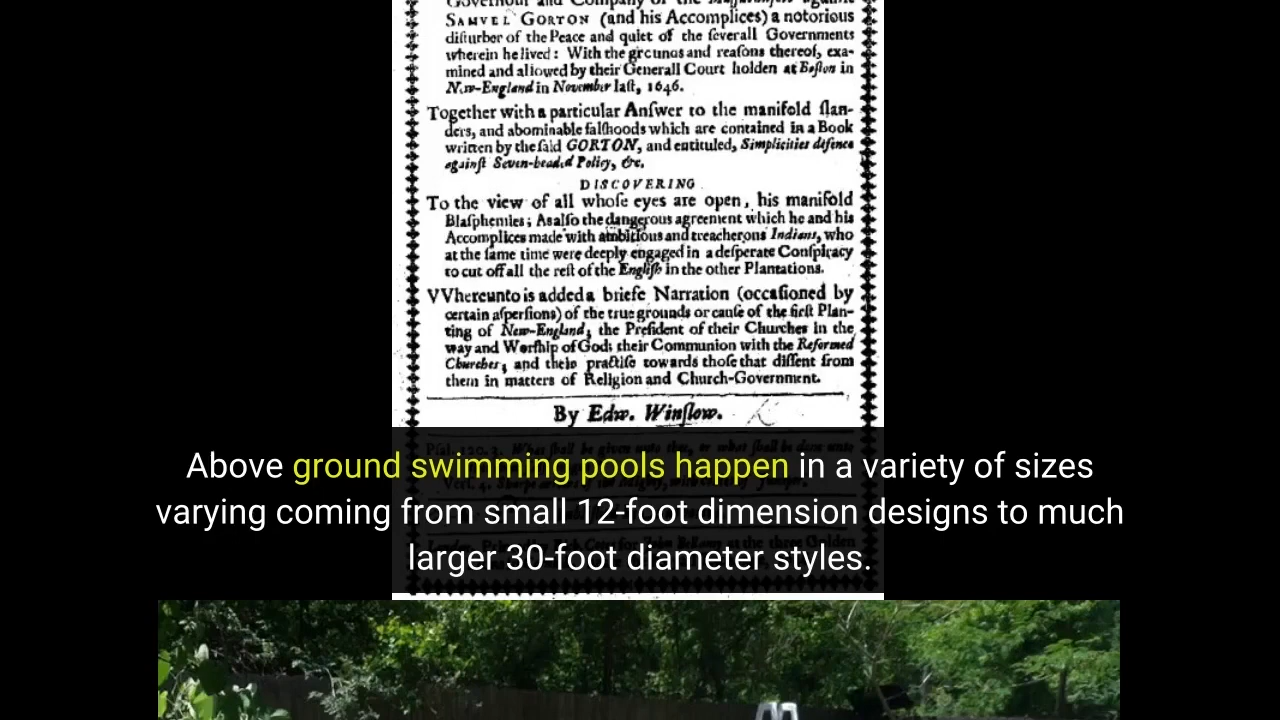 Governour and Company of the Massachusets against
SAMVEL GORTON (and his Accomplices) a notorious
diſturber of the Peace and quiet of the ſeverall Governments
wherein he lived: With the grounds and reaſons thereof, exa-
mined and allowed by their Generall Court holden at Boſton in
New-England in November laſt, 1646.
Together with a particular Anſwer to the manifold ſlan-
ders, and abominable falſhoods which are contained in a Book
written by the ſaid GORTON, and entituled, Simplicities defence
againſt Seven-headed Policy, &c.
DISCOVERING
To the view of all whoſe eyes are open, his manifold
Blaſphemies; As alſo the dangerous agreement which he and his
Accomplices made with ambitious and treacherous Indians, who
at the ſame time were deeply engaged in a deſperate Conſpiracy
to cut off all the reſt of the Engliſh in the other Plantations.
VVhereunto is added a briefe Narration (occaſioned by
certain aſperſions) of the true grounds or cauſe of the firſt Plan-
ting of New-England; the Preſident of their Churches in the
way and Worſhip of God; their Communion with the Reformed
Churches; and their practiſe towards thoſe that diſſent from
them in matters of Religion and Church-Government.
By Edw. Winſlow.
Above ground swimming pools happen in a variety of sizes
varying coming from small 12-foot dimension designs to much
larger 30-foot diameter styles.